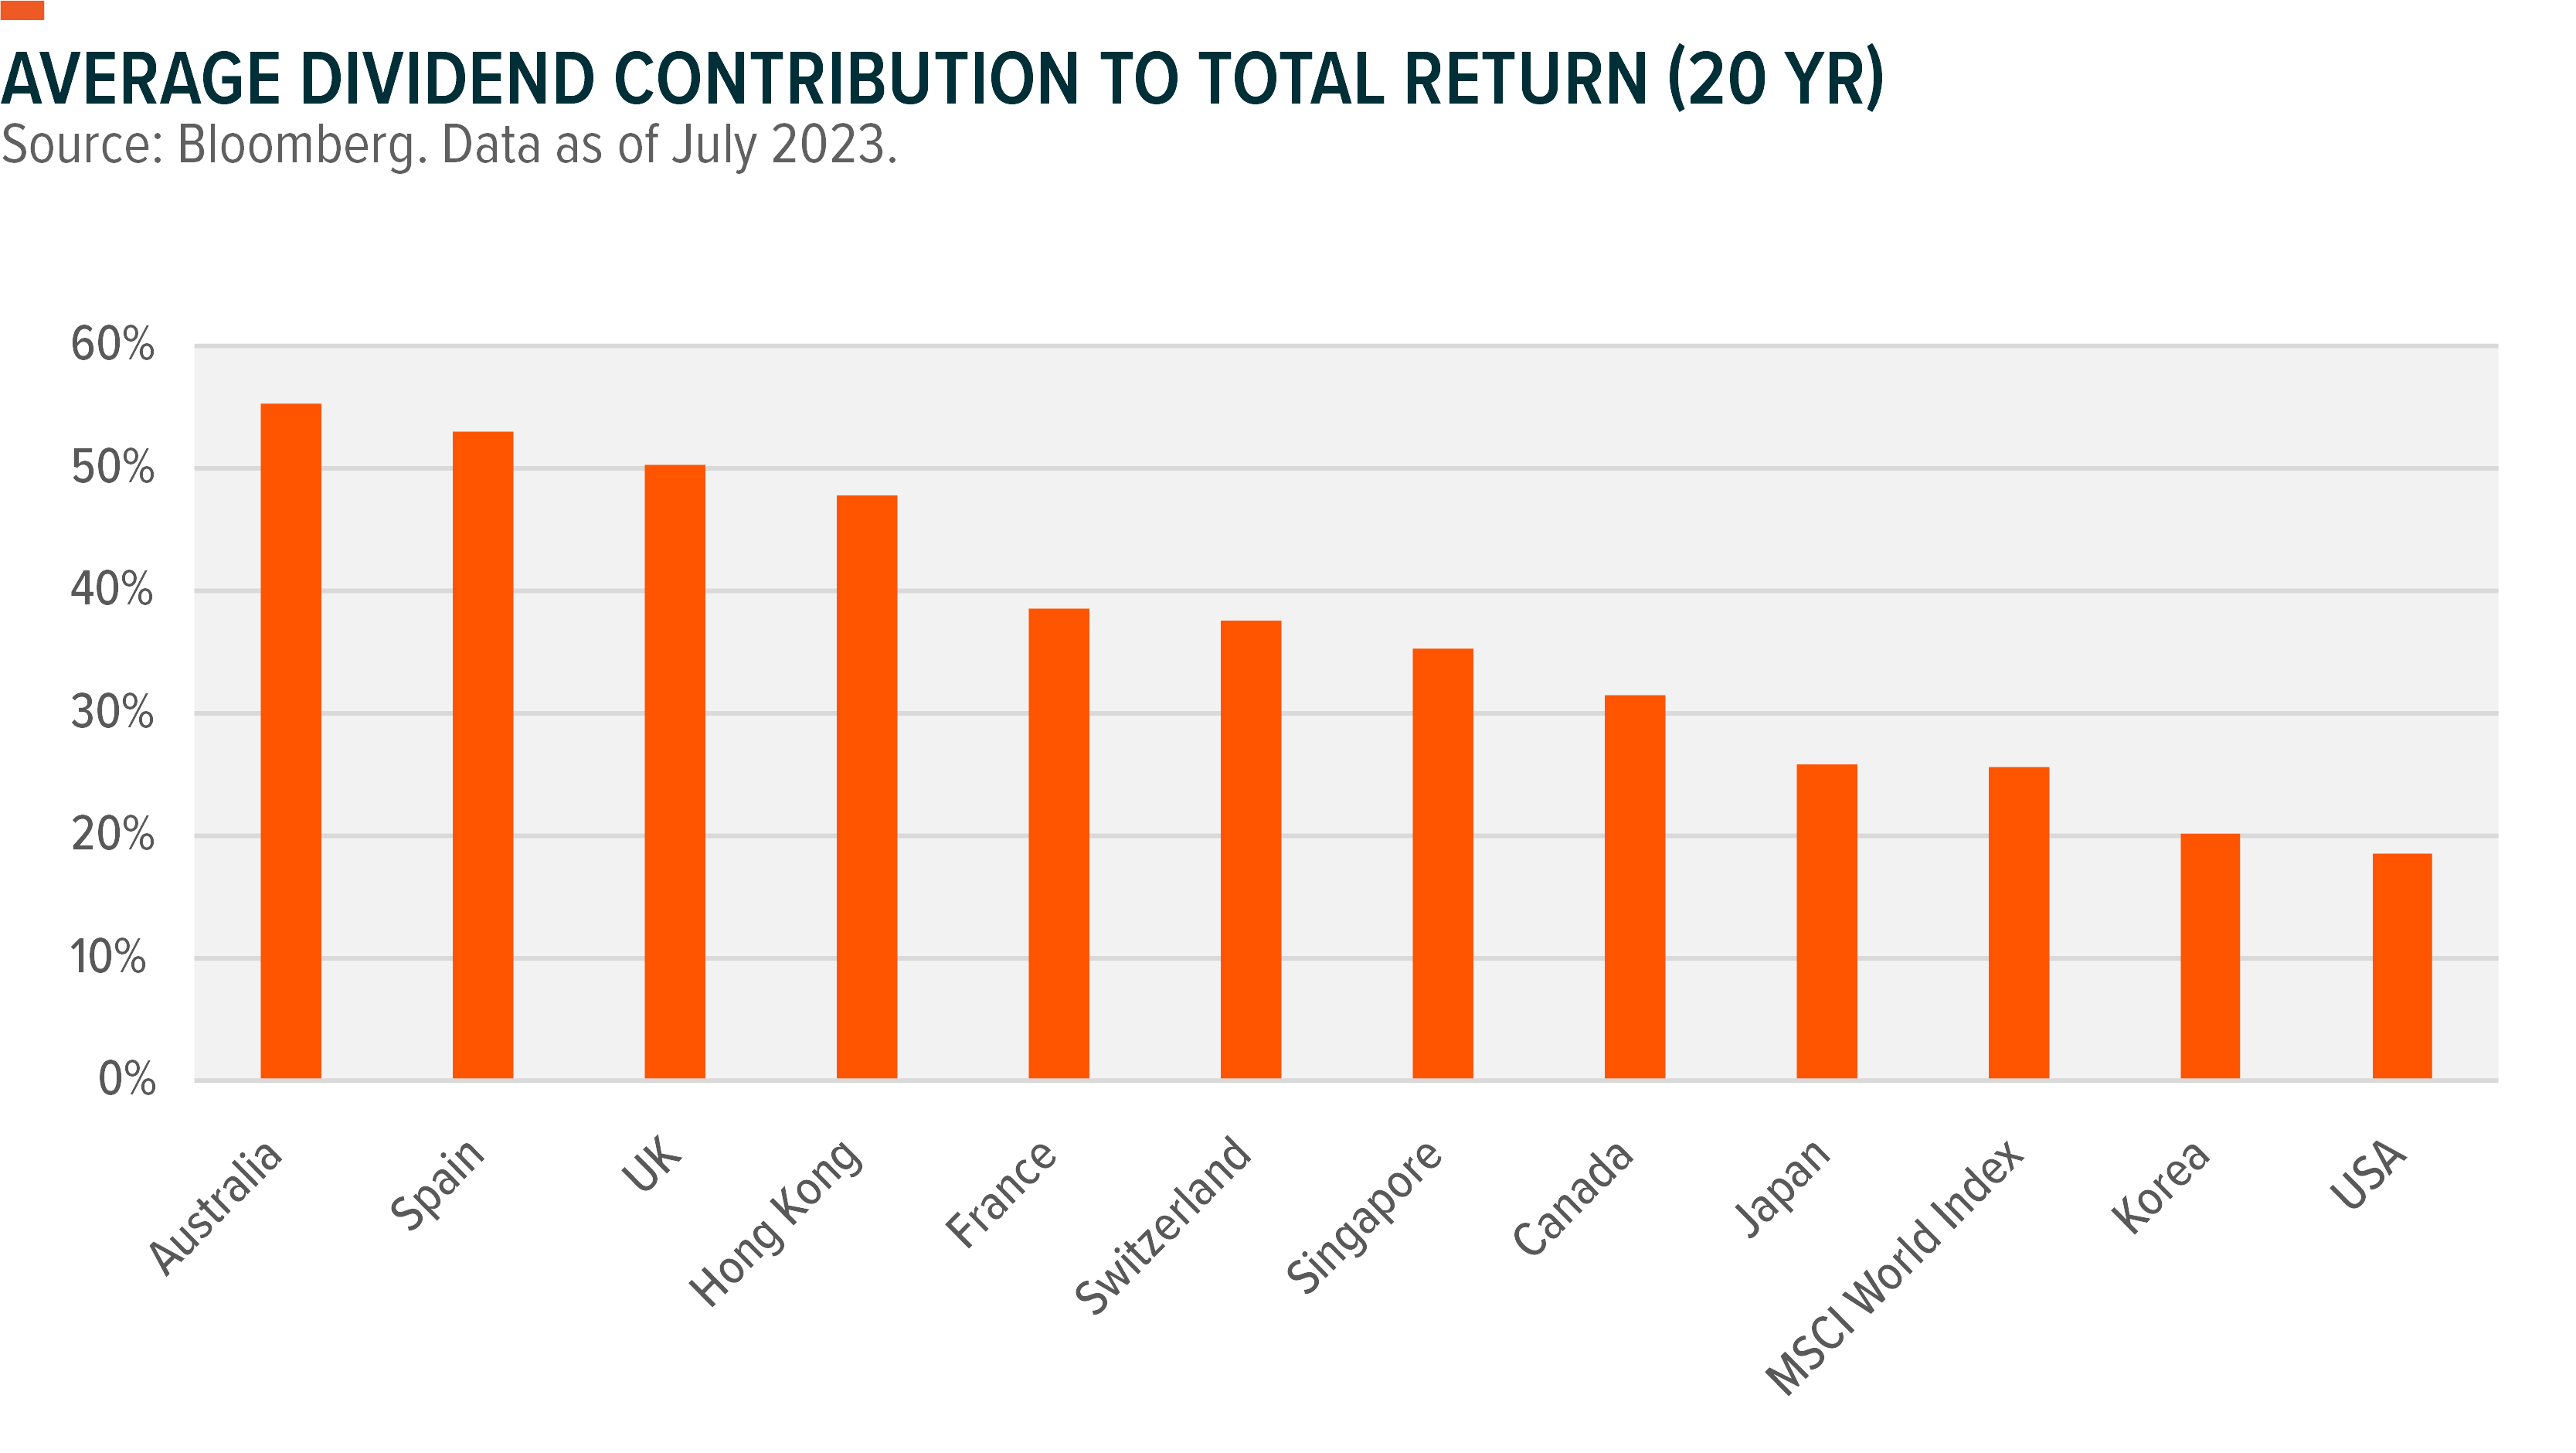 AVERAGE DIVIDEND CONTRIBUTION TO TOTAL RETURN (20 YR)
Source: Bloomberg. Data as of July 2023.
60%
50%
40%
30%
20%
10%
0%
Australia
Spain
UK
Hong Kong
France
Switzerland
Singapore
Canada
Japan
MSCI World Index
Korea
USA